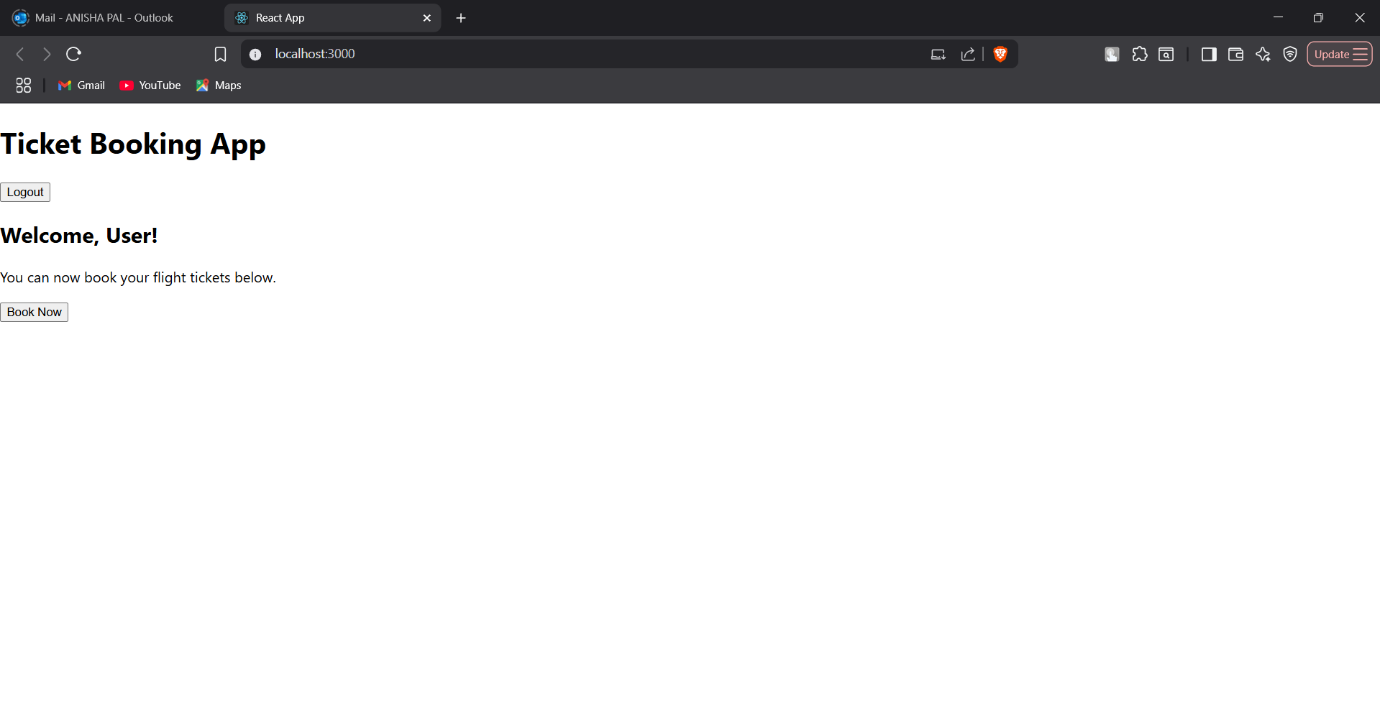 Mail - ANISHA PAL - Outlook
React App
localhost:3000
Update
Gmail
YouTube
Maps
Ticket Booking App
Logout
Welcome, User!
You can now book your flight tickets below.
Book Now